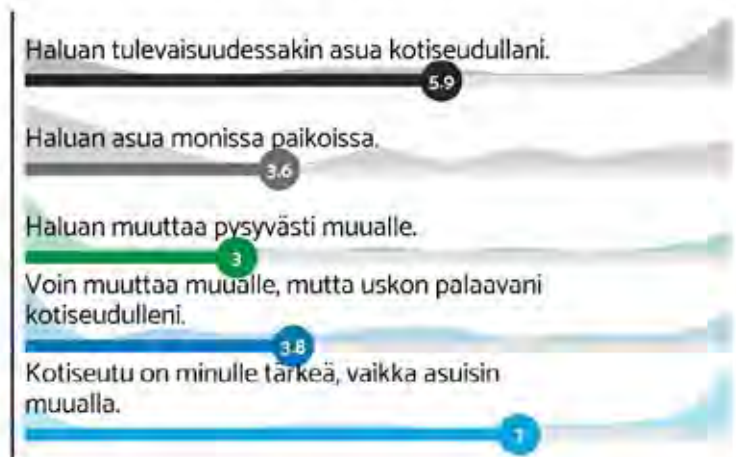 Haluan tulevaisuudessakin asua kotiseudullani.
5.9
Haluan asua monissa paikoissa.
3.6
Haluan muuttaa pysyvästi muualle.
3
Voin muuttaa muualle, mutta uskon palaavani
kotiseudulleni.
3.8
Kotiseutu on minulle tärkeä, vaikka asuisin
muualla.
7